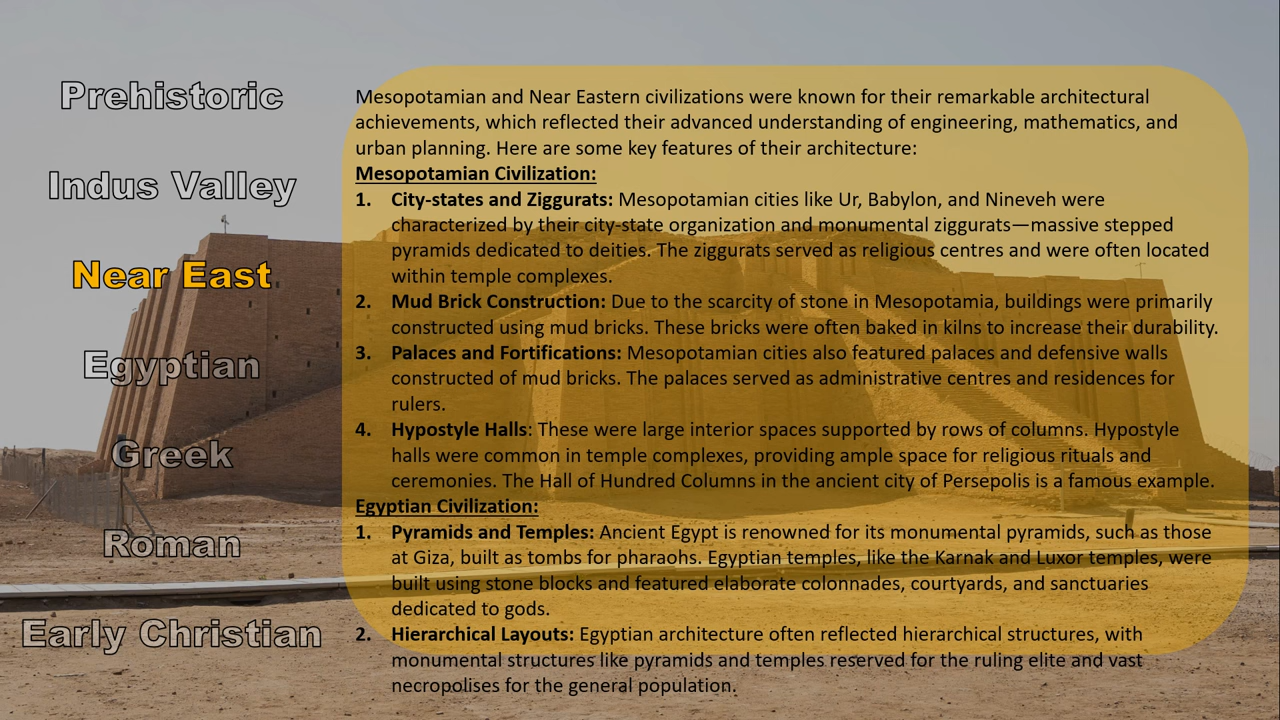 Prehistoric
Indus Valley
Near East
Egyptian
Greek
Roman
Early Christian
Mesopotamian and Near Eastern civilizations were known for their remarkable architectural
achievements, which reflected their advanced understanding of engineering, mathematics, and
urban planning. Here are some key features of their architecture:
Mesopotamian Civilization:
1. City-states and Ziggurats: Mesopotamian cities like Ur, Babylon, and Nineveh were
characterized by their city-state organization and monumental ziggurats—massive stepped
pyramids dedicated to deities. The ziggurats served as religious centres and were often located
within temple complexes.
2. Mud Brick Construction: Due to the scarcity of stone in Mesopotamia, buildings were primarily
constructed using mud bricks. These bricks were often baked in kilns to increase their durability.
3. Palaces and Fortifications: Mesopotamian cities also featured palaces and defensive walls
constructed of mud bricks. The palaces served as administrative centres and residences for
rulers.
4. Hypostyle Halls: These were large interior spaces supported by rows of columns. Hypostyle
halls were common in temple complexes, providing ample space for religious rituals and
ceremonies. The Hall of Hundred Columns in the ancient city of Persepolis is a famous example.
Egyptian Civilization:
1. Pyramids and Temples: Ancient Egypt is renowned for its monumental pyramids, such as those
at Giza, built as tombs for pharaohs. Egyptian temples, like the Karnak and Luxor temples, were
built using stone blocks and featured elaborate colonnades, courtyards, and sanctuaries
dedicated to gods.
2. Hierarchical Layouts: Egyptian architecture often reflected hierarchical structures, with
monumental structures like pyramids and temples reserved for the ruling elite and vast
necropolises for the general population.